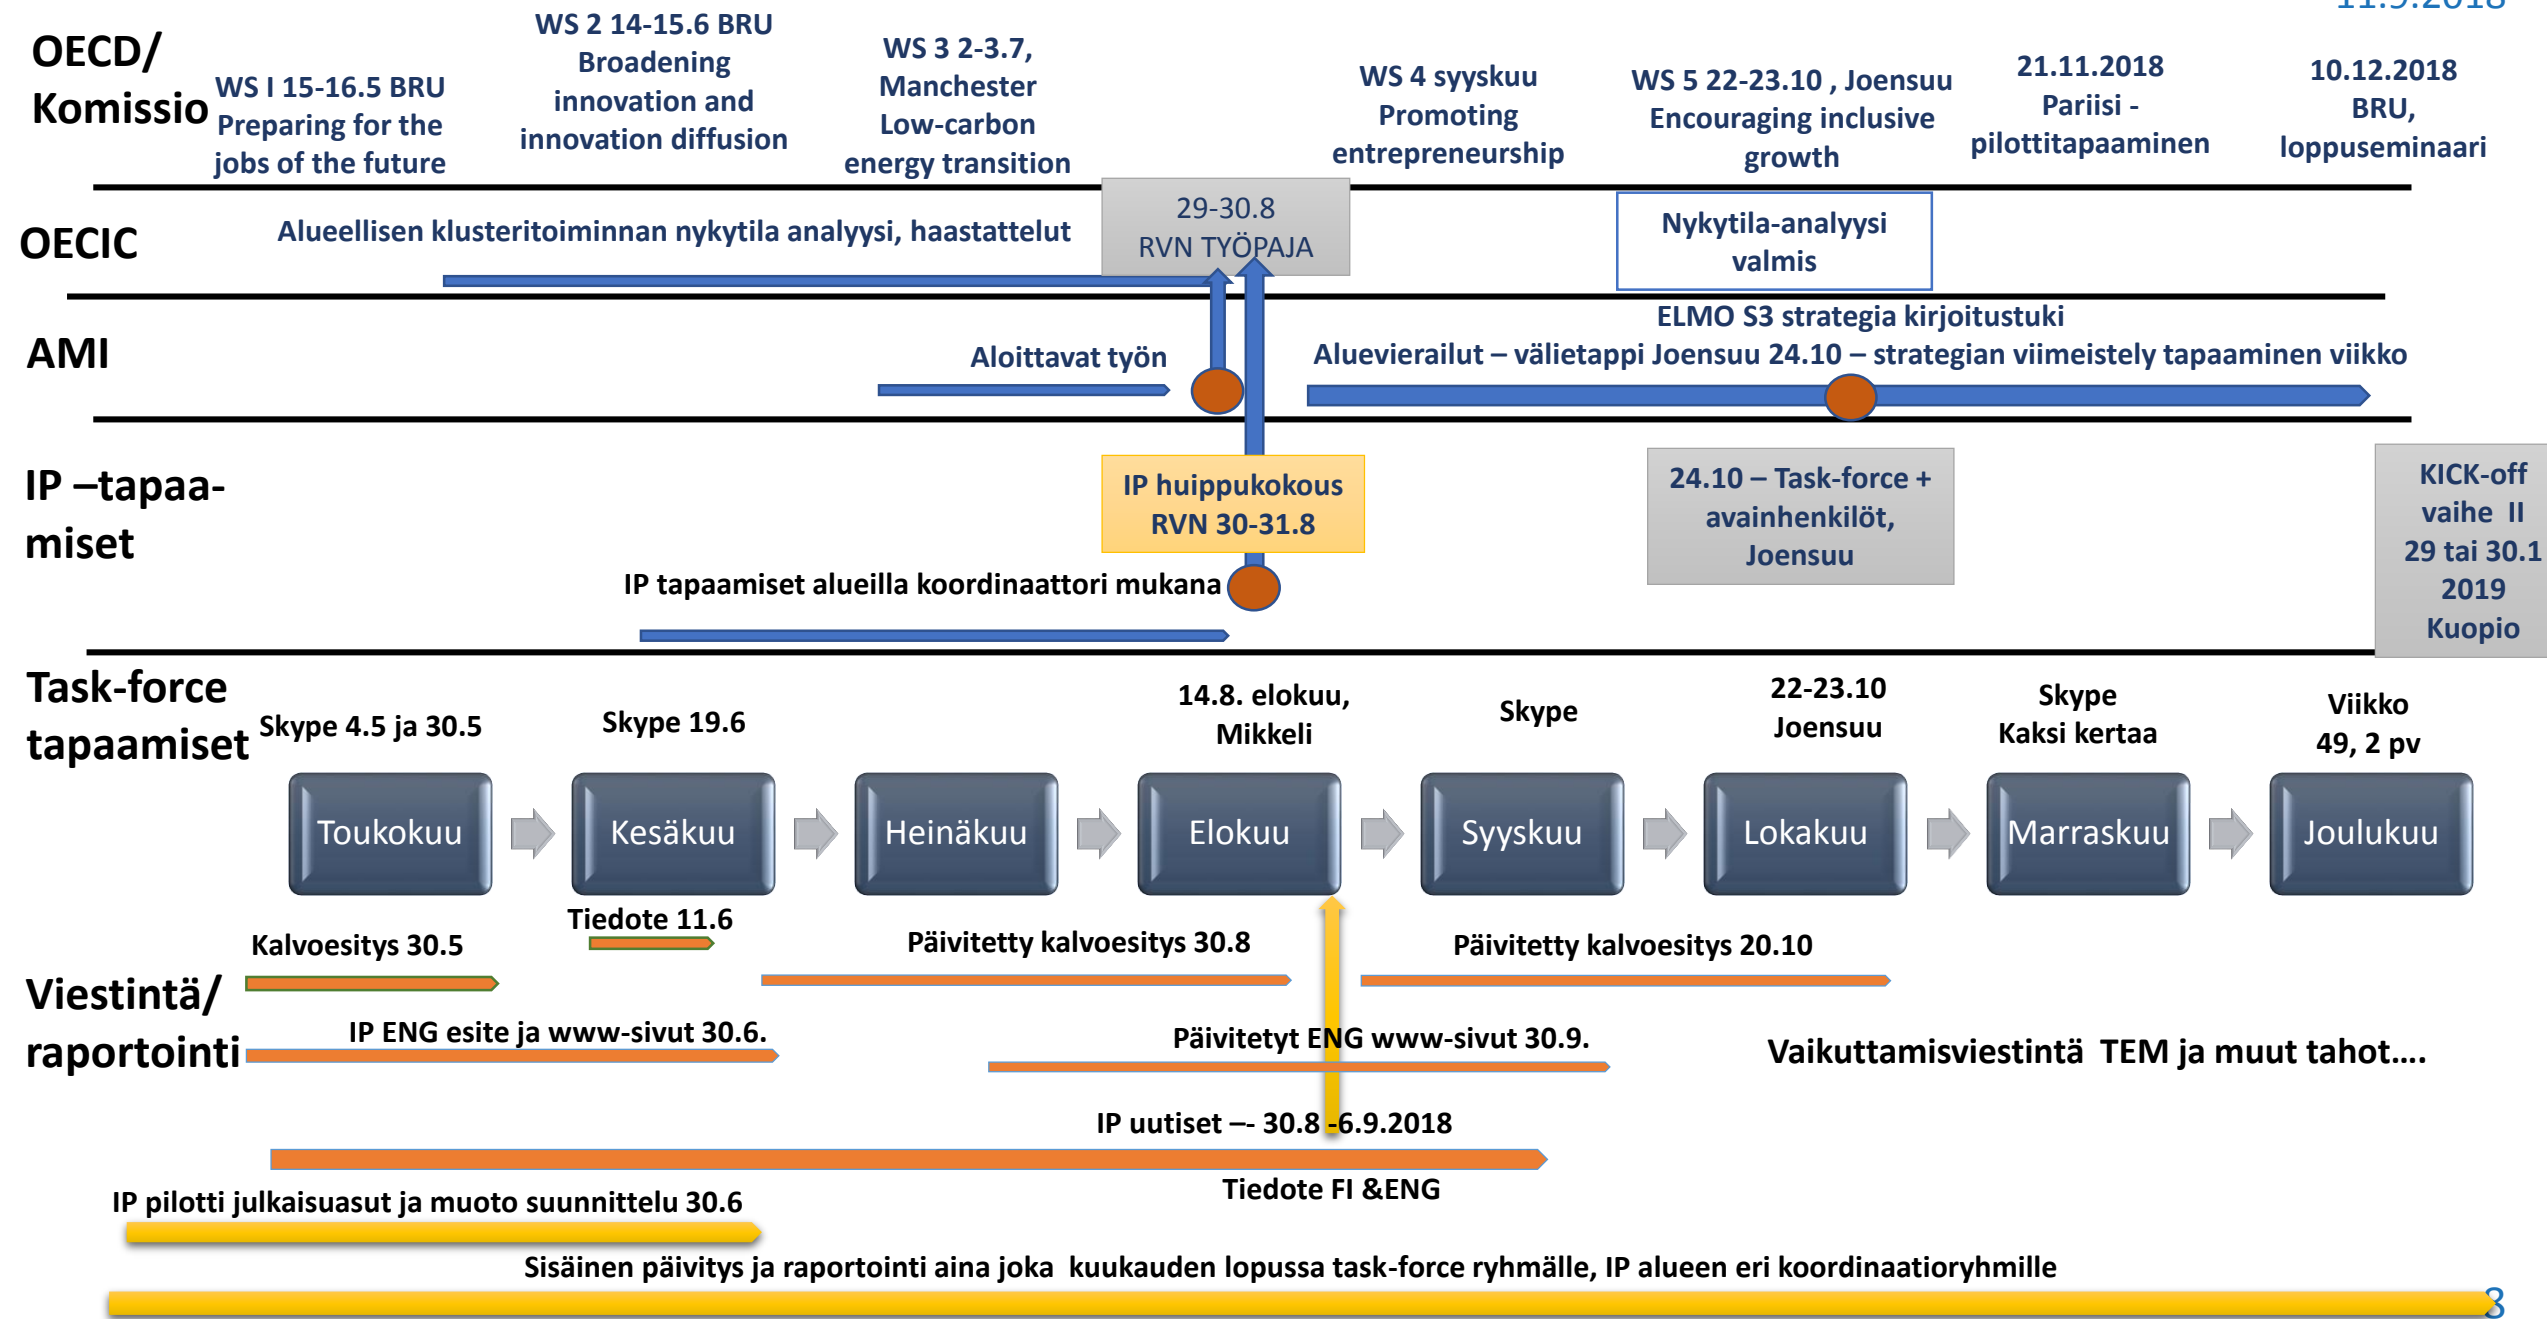 11.9.2018
OECD/
Komissio
WS I 15-16.5 BRU
Preparing for the
jobs of the future
WS 2 14-15.6 BRU
Broadening
innovation and
innovation diffusion
WS 3 2-3.7,
Manchester
Low-carbon
energy transition
WS 4 syyskuu
Promoting
entrepreneurship
WS 5 22-23.10 , Joensuu
Encouraging inclusive
growth
21.11.2018
Pariisi -
pilottitapaaminen
10.12.2018
BRU,
loppuseminaari
OECIC
Alueellisen klusteritoiminnan nykytila analyysi, haastattelut
29-30.8
RVN TYÖPAJA
Nykytila-analyysi
valmis
AMI
Aloittavat työn
ELMO S3 strategia kirjoitustuki
Aluevierailut – välietappi Joensuu 24.10 – strategian viimeistely tapaaminen viikko
IP –tapaa-
miset
IP huippukokous
RVN 30-31.8
24.10 – Task-force +
avainhenkilöt,
Joensuu
KICK-off
vaihe II
29 tai 30.1
2019
Kuopio
IP tapaamiset alueilla koordinaattori mukana
Task-force
tapaamiset
Skype 4.5 ja 30.5
Skype 19.6
14.8. elokuu,
Mikkeli
Skype
22-23.10
Joensuu
Skype
Kaksi kertaa
Viikko
49, 2 pv
Toukokuu
Kesäkuu
Heinäkuu
Elokuu
Syyskuu
Lokakuu
Marraskuu
Joulukuu
Viestintä/
raportointi
Kalvoesitys 30.5
Tiedote 11.6
Päivitetty kalvoesitys 30.8
Päivitetty kalvoesitys 20.10
IP ENG esite ja www-sivut 30.6.
Päivitetyt ENG www-sivut 30.9.
Vaikuttamisviestintä TEM ja muut tahot....
IP uutiset –- 30.8 -6.9.2018
Tiedote FI &ENG
IP pilotti julkaisuasut ja muoto suunnittelu 30.6
Sisäinen päivitys ja raportointi aina joka kuukauden lopussa task-force ryhmälle, IP alueen eri koordinaatioryhmille
8